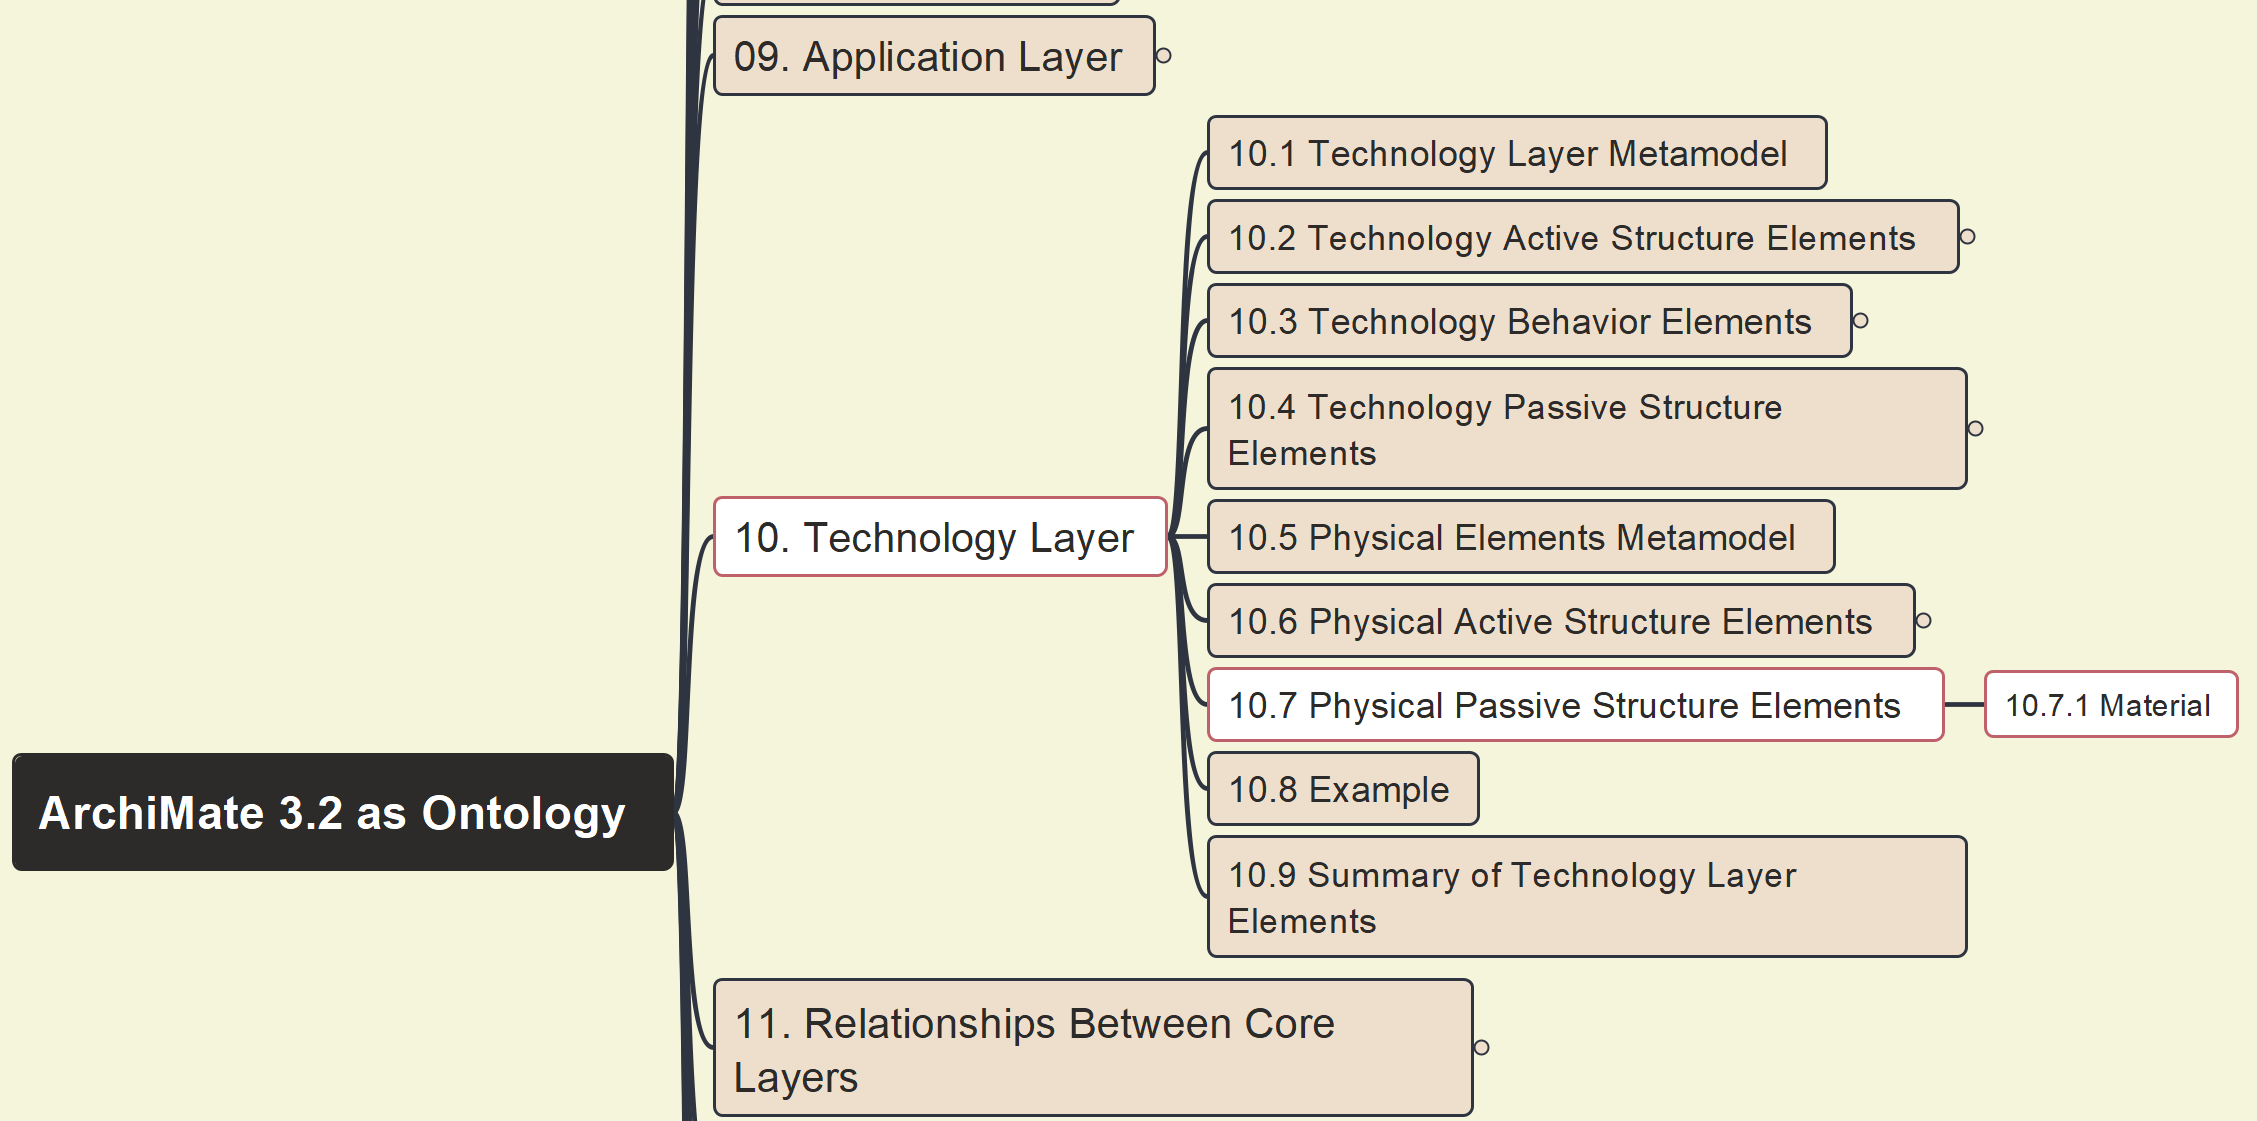 09. Application Layer
10.1 Technology Layer Metamodel
10.2 Technology Active Structure Elements
10.3 Technology Behavior Elements
10.4 Technology Passive Structure
Elements
10. Technology Layer
10.5 Physical Elements Metamodel
10.6 Physical Active Structure Elements
10.7 Physical Passive Structure Elements
10.7.1 Material
10.8 Example
10.9 Summary of Technology Layer
Elements
ArchiMate 3.2 as Ontology
11. Relationships Between Core
Layers